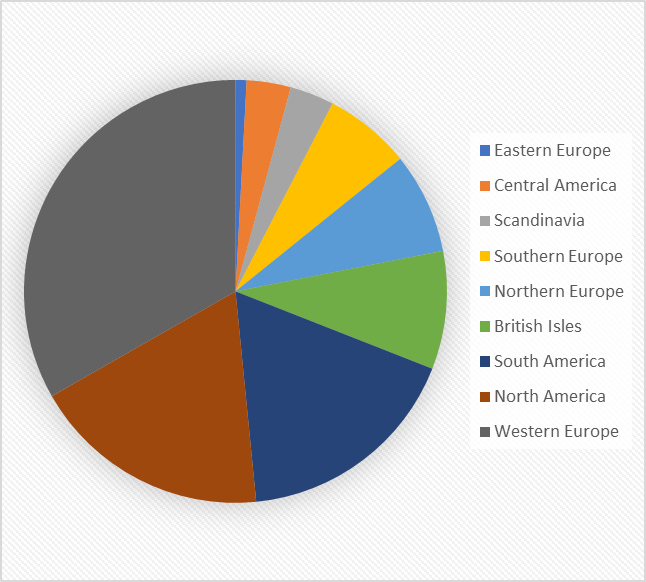 Eastern Europe
Central America
Scandinavia
Southern Europe
Northern Europe
British Isles
South America
North America
Western Europe